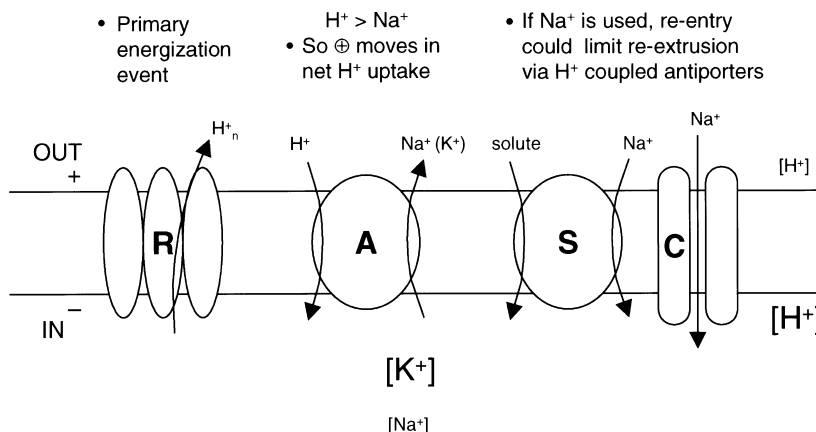 • Primary
energization
event
H⁺ > Na⁺
• So ⊕ moves in
net H⁺ uptake
• If Na⁺ is used, re-entry
could limit re-extrusion
via H⁺ coupled antiporters
OUT
+
H⁺n
H⁺
Na⁺ (K⁺)
solute
Na⁺
Na⁺
[H⁺]
R
A
S
C
IN −
[H⁺]
[K⁺]
[Na⁺]